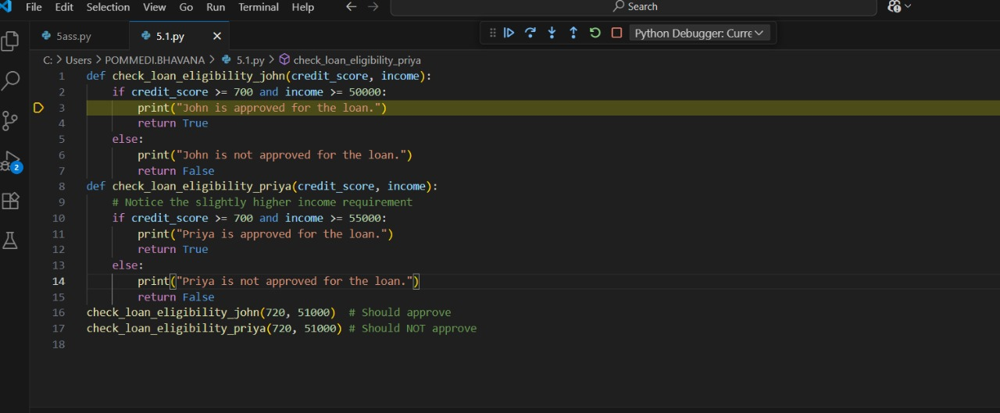 File Edit Selection View Go Run Terminal Help Search
5ass.py 5.1.py Python Debugger: Curre
C: > Users > POMMEDI.BHAVANA > 5.1.py > check_loan_eligibility_priya
1 def check_loan_eligibility_john(credit_score, income):
2 if credit_score >= 700 and income >= 50000:
3 print("John is approved for the loan.")
4 return True
5 else:
6 print("John is not approved for the loan.")
7 return False
8 def check_loan_eligibility_priya(credit_score, income):
9 # Notice the slightly higher income requirement
10 if credit_score >= 700 and income >= 55000:
11 print("Priya is approved for the loan.")
12 return True
13 else:
14 print("Priya is not approved for the loan.")
15 return False
16 check_loan_eligibility_john(720, 51000) # Should approve
17 check_loan_eligibility_priya(720, 51000) # Should NOT approve
18
2